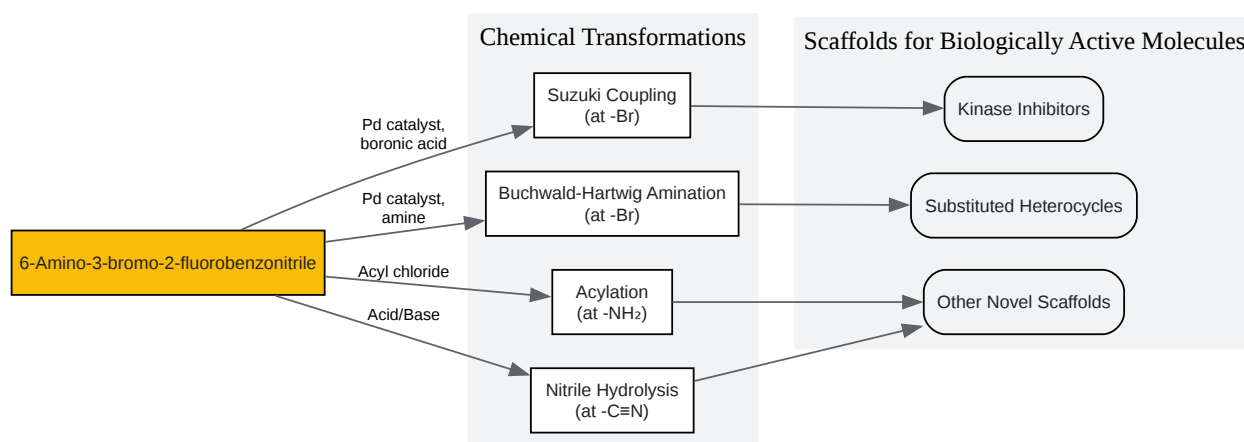 Chemical Transformations
Scaffolds for Biologically Active Molecules
Suzuki Coupling
(at -Br)
Kinase Inhibitors
Pd catalyst,
boronic acid
Buchwald-Hartwig Amination
(at -Br)
Substituted Heterocycles
Pd catalyst,
amine
6-Amino-3-bromo-2-fluorobenzonitrile
Acyl chloride
Acylation
(at -NH₂)
Other Novel Scaffolds
Acid/Base
Nitrile Hydrolysis
(at -C≡N)